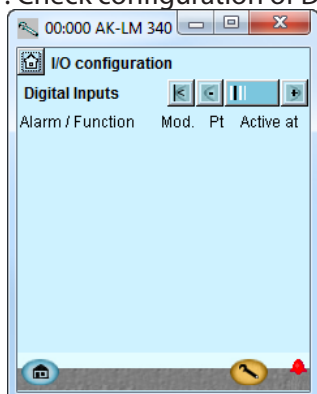 . Check configuration of D
00:000 AK-LM 340
I/O configuration
Digital Inputs
Alarm / Function Mod. Pt Active at